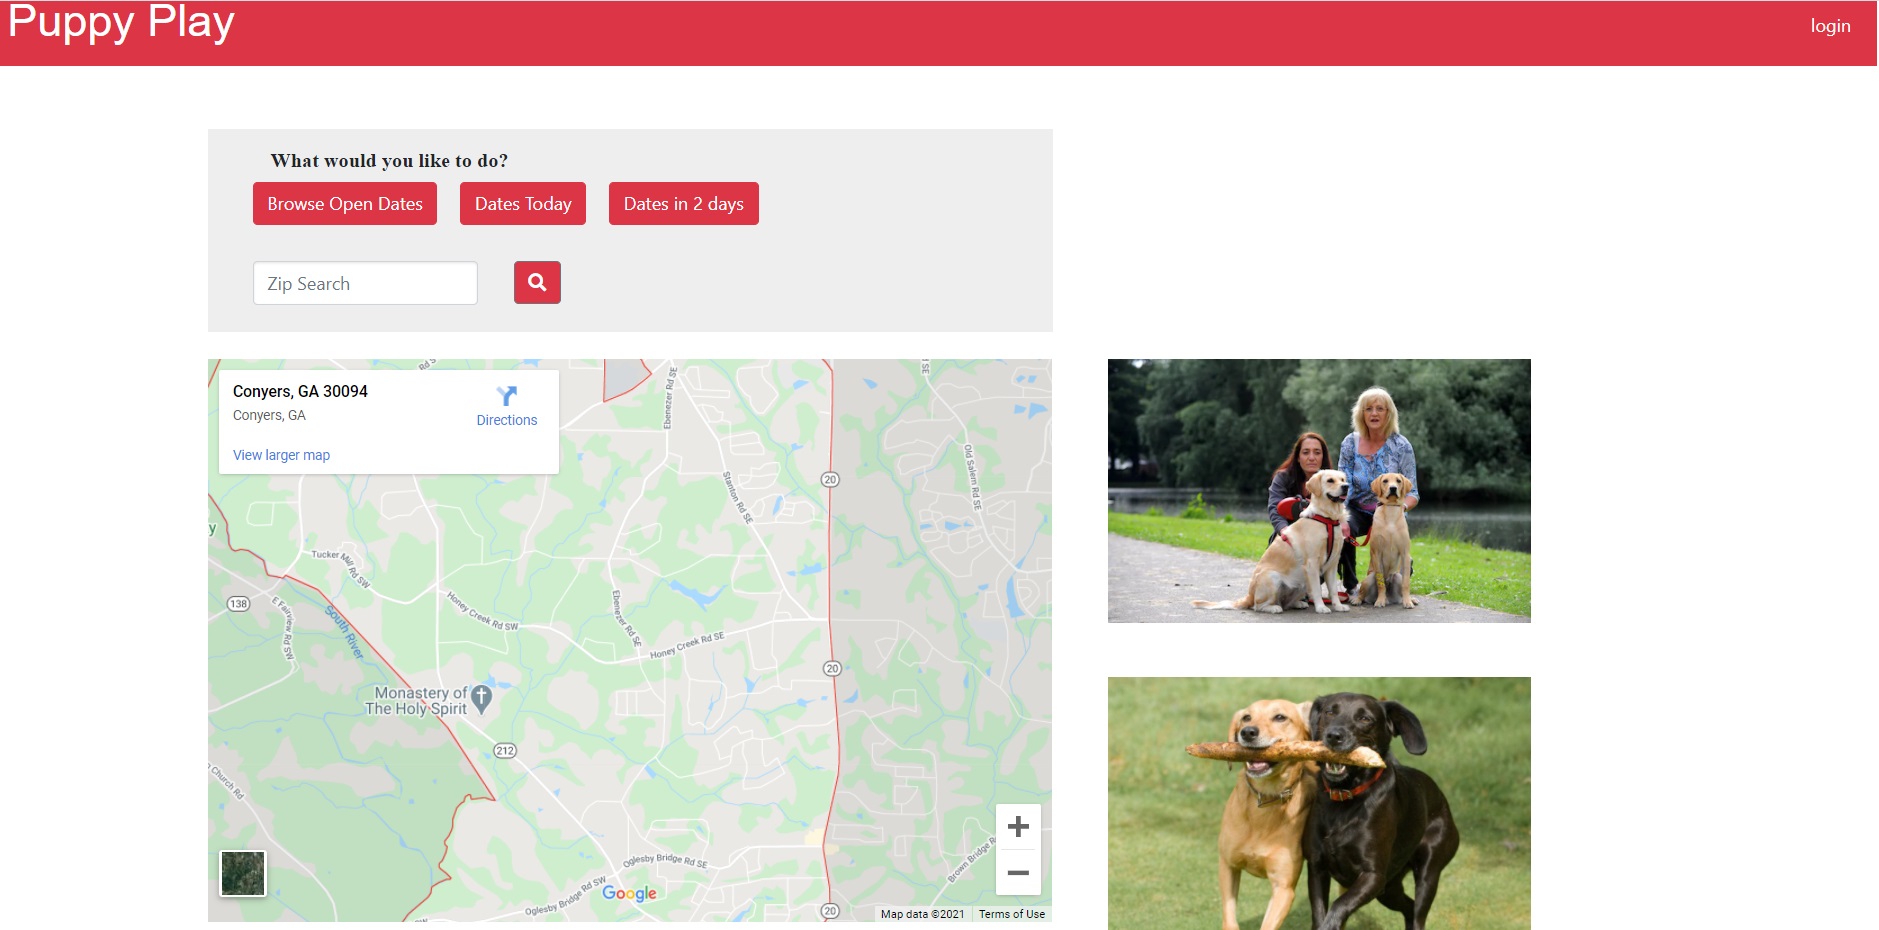 Puppy Play
login
What would you like to do?
Browse Open Dates
Dates Today
Dates in 2 days
Zip Search
Conyers, GA 30094
Conyers, GA
Directions
View larger map
Rd S
Ebenezer Rd SE
SE
Old Salem Rd SE
Stanton Rd SE
20
y
Tucker Mill Rd SW
138
E Fairview Rd SW
South River
Honey Creek Rd SW
Ebenezer Rd SE
Honey Creek Rd SE
20
Monastery of
The Holy Spirit
212
Church Rd
Oglesby Bridge Rd SE
Oglesby Bridge Rd SW
Brown Bridge R
Google
20
Map data ©2021
Terms of Use